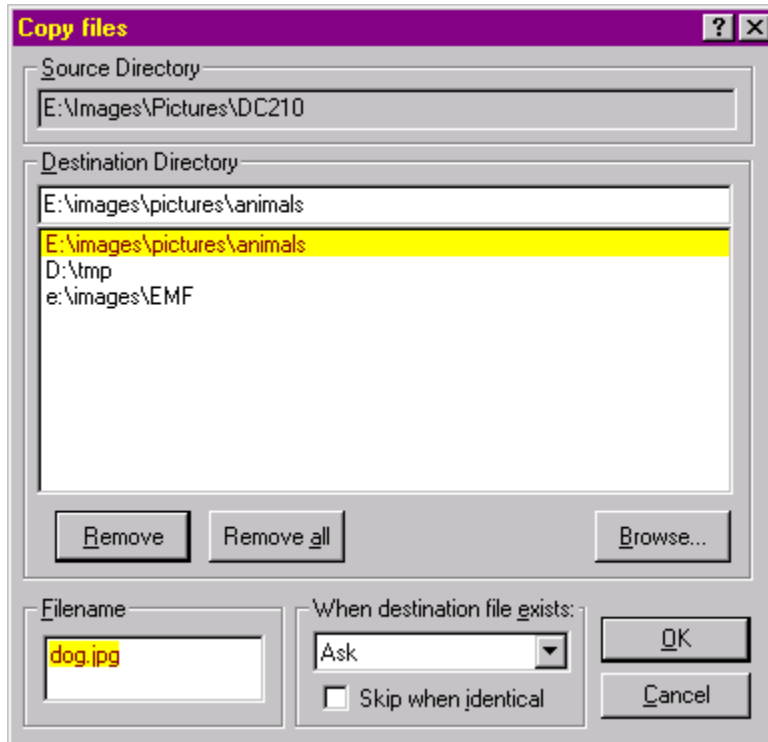 Copy files
Source Directory
E:\Images\Pictures\DC210
Destination Directory
E:\images\pictures\animals
E:\images\pictures\animals
D:\tmp
e:\images\EMF
Remove Remove all Browse...
Filename
dog.jpg
When destination file exists:
Ask
Skip when identical
OK
Cancel